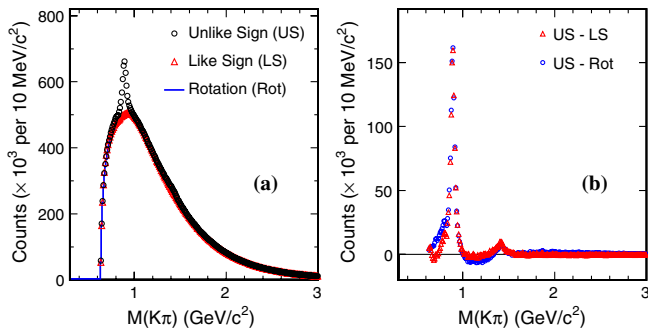 Counts (× 10³ per 10 MeV/c²)
800
600
400
200
0
Unlike Sign (US)
Like Sign (LS)
Rotation (Rot)
(a)
1
2
3
M(Kπ) (GeV/c²)
Counts (× 10³ per 10 MeV/c²)
150
100
50
0
US - LS
US - Rot
(b)
1
2
3
M(Kπ) (GeV/c²)